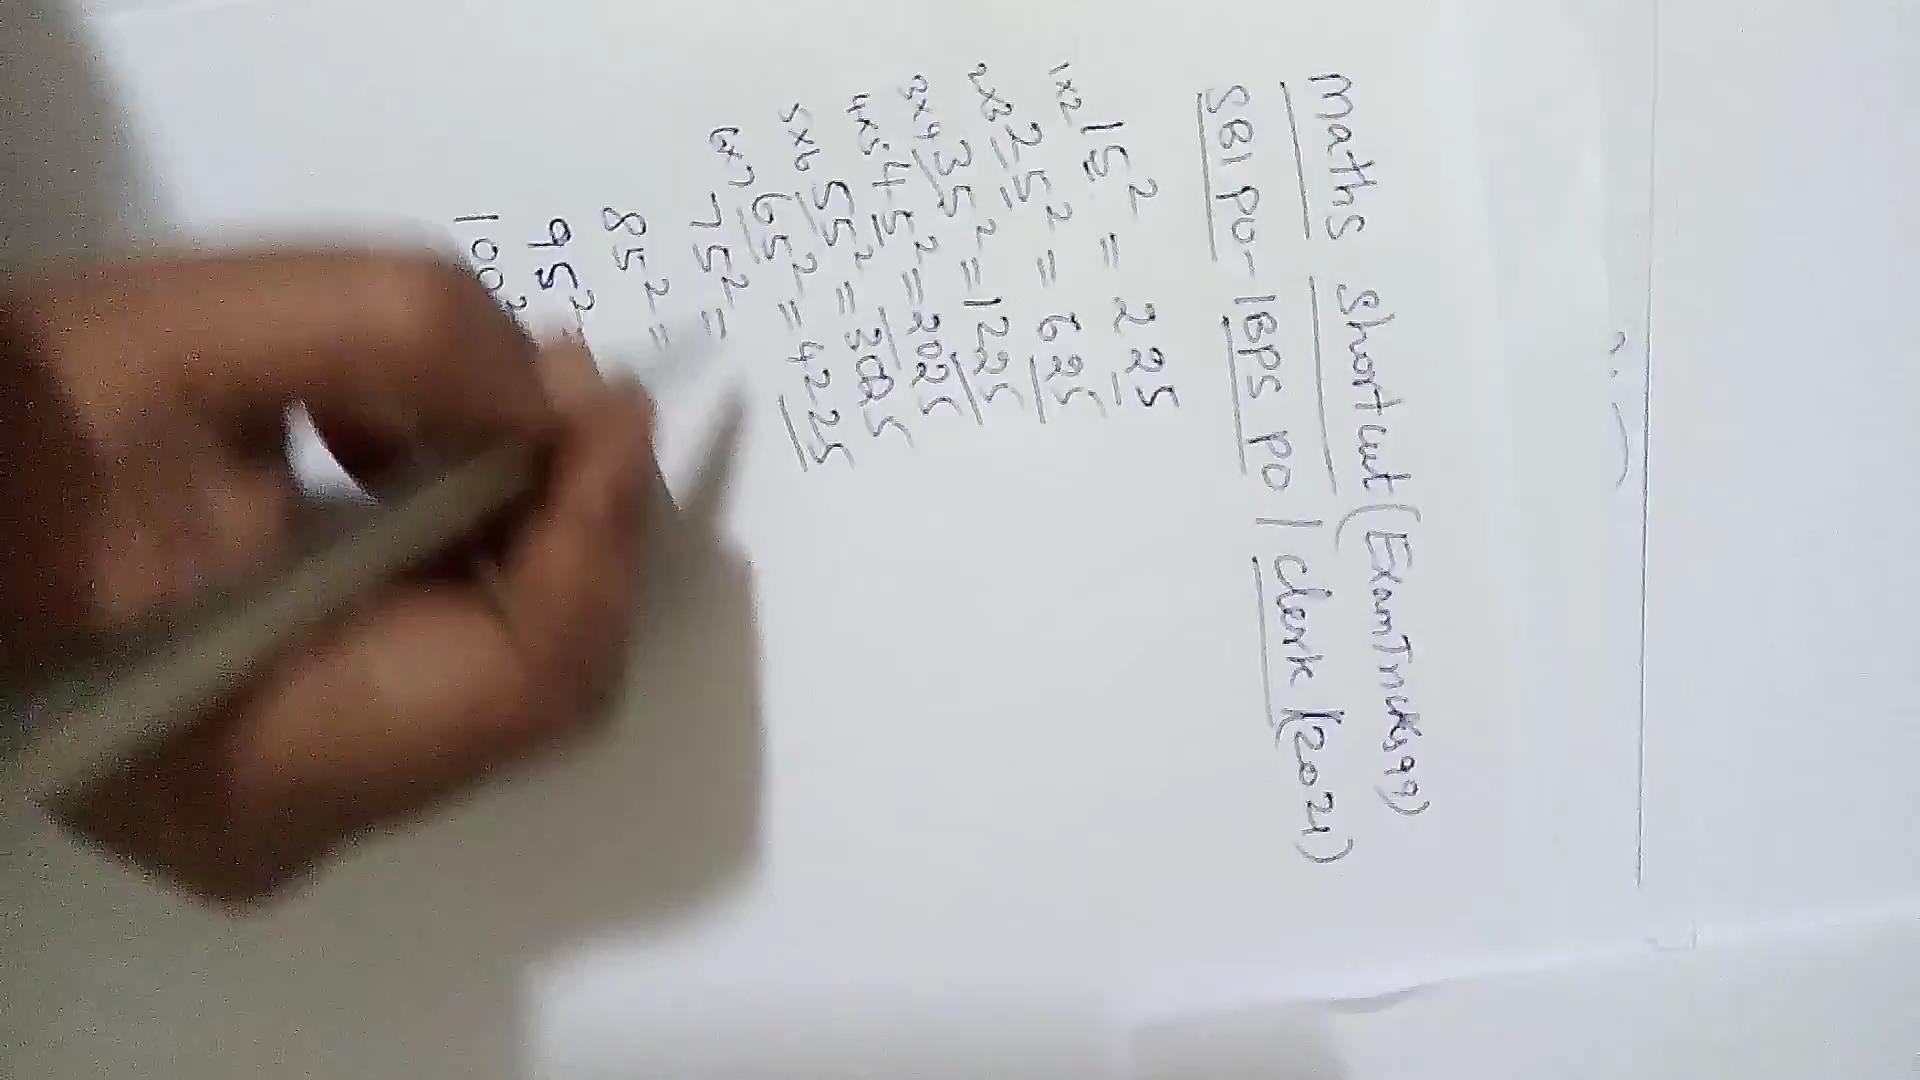 Maths Shortcut (ExamTricks99)
SBI PO - IBPS PO / Clerk / (2021)
1x2 15² = 225
2x3 25² = 625
3x4 35² = 1225
4x5 45² = 2025
5x6 55² = 3025
6x7 65² = 4225
75² =
85² =
95²
100²